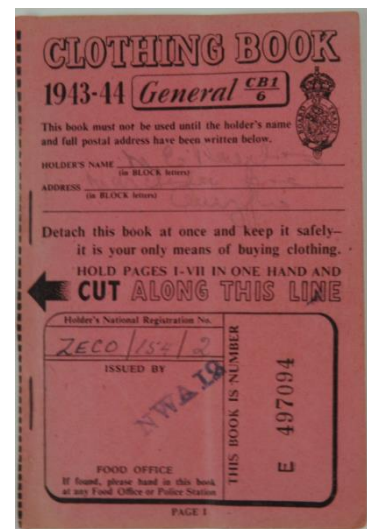 CLOTHING BOOK
1943-44 General CB1/6
This book must not be used until the holder's name
and full postal address have been written below.
HOLDER'S NAME
(in BLOCK letters)
ADDRESS
(in BLOCK letters)
Detach this book at once and keep it safely–
it is your only means of buying clothing.
HOLD PAGES I-VII IN ONE HAND AND
CUT ALONG THIS LINE
Holder's National Registration No.
ZECO/154/2
ISSUED BY
NWA 18
FOOD OFFICE
If found, please hand in this book
at any Food Office or Police Station
THIS BOOK IS NUMBER
E 497094
PAGE I